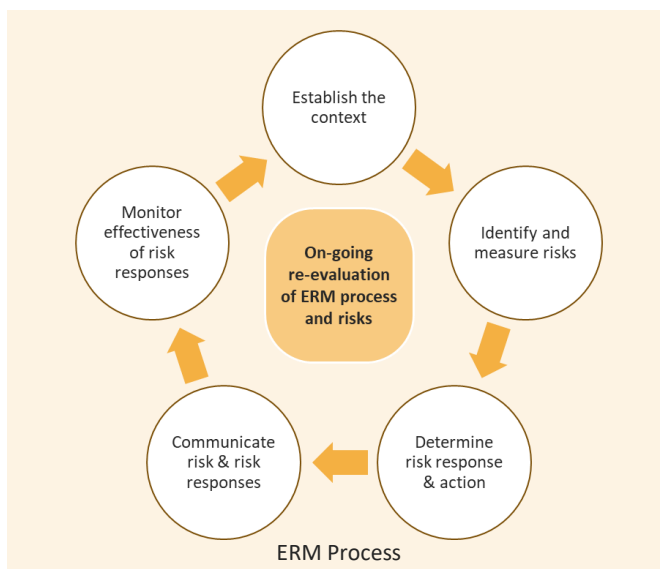 Establish the
context
Identify and
measure risks
Determine
risk response
& action
Communicate
risk & risk
responses
Monitor
effectiveness
of risk
responses
On-going
re-evaluation
of ERM process
and risks
ERM Process